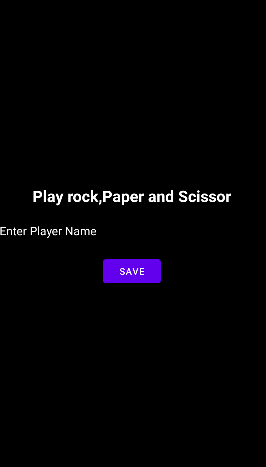 Play rock,Paper and Scissor
Enter Player Name
SAVE